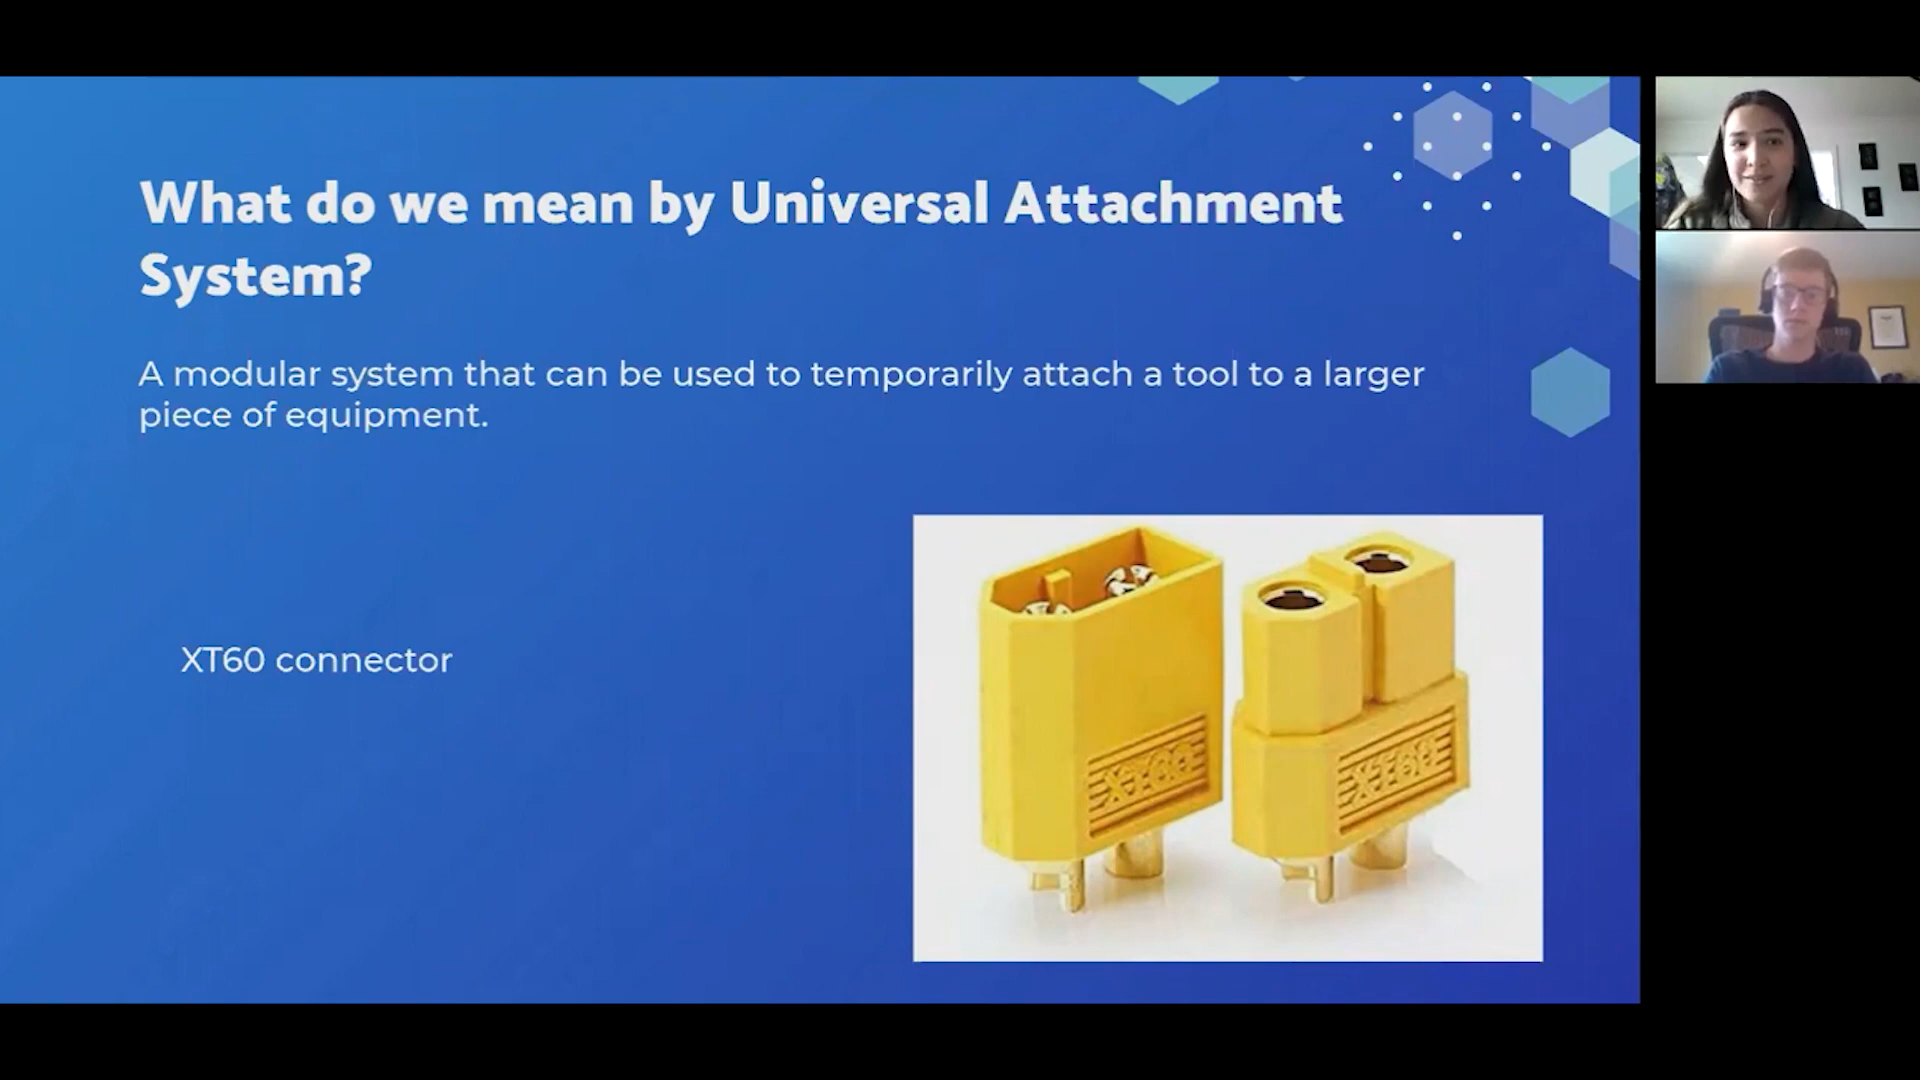 What do we mean by Universal Attachment
System?
A modular system that can be used to temporarily attach a tool to a larger
piece of equipment.
XT60 connector
XT60
XT60